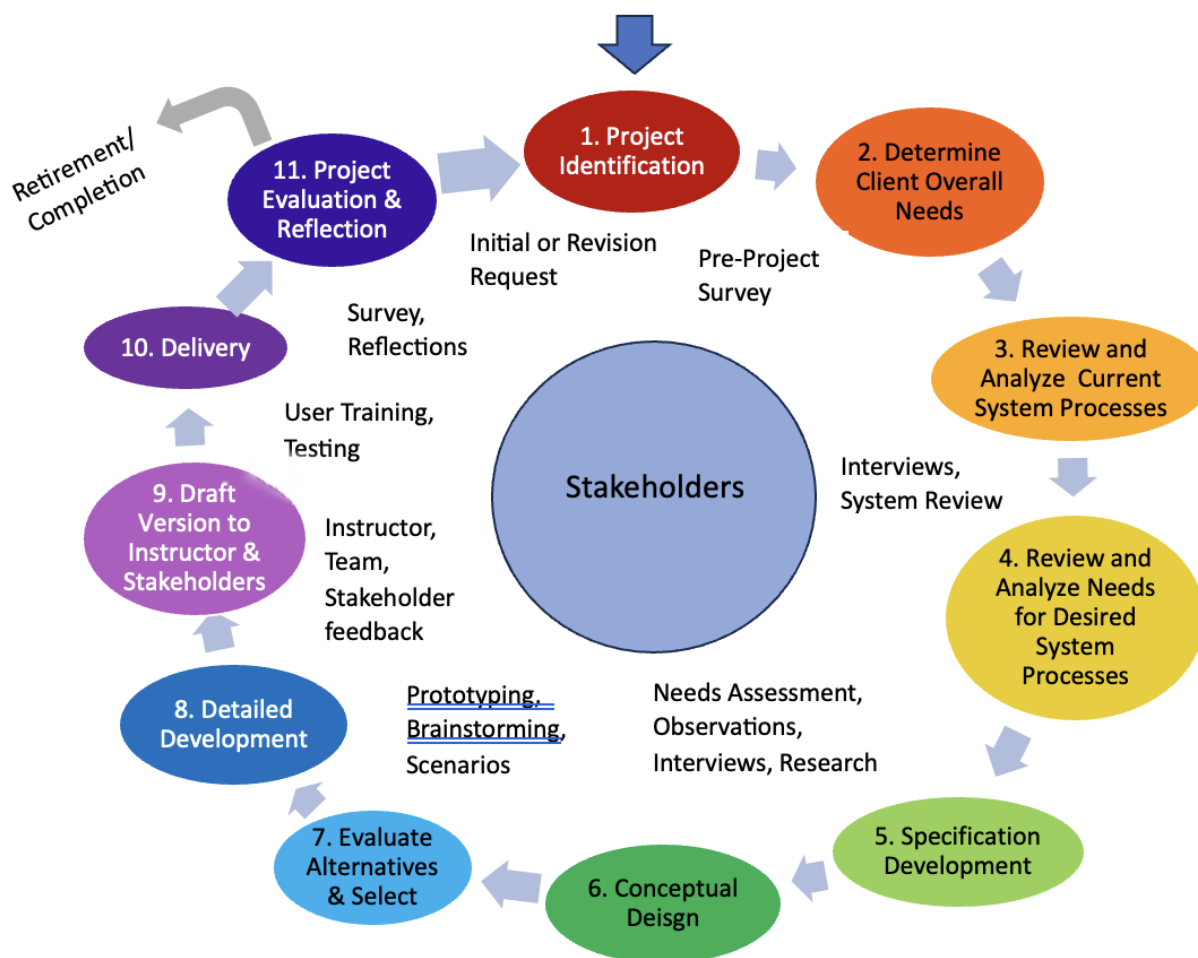 1. Project
Identification
2. Determine
Client Overall
Needs
3. Review and
Analyze Current
System Processes
4. Review and
Analyze Needs
for Desired
System
Processes
5. Specification
Development
6. Conceptual
Deisgn
7. Evaluate
Alternatives
& Select
8. Detailed
Development
9. Draft
Version to
Instructor &
Stakeholders
10. Delivery
11. Project
Evaluation &
Reflection
Retirement/
Completion
Initial or Revision
Request
Pre-Project
Survey
Interviews,
System Review
Needs Assessment,
Observations,
Interviews, Research
Prototyping,
Brainstorming,
Scenarios
Instructor,
Team,
Stakeholder
feedback
User Training,
Testing
Survey,
Reflections
Stakeholders